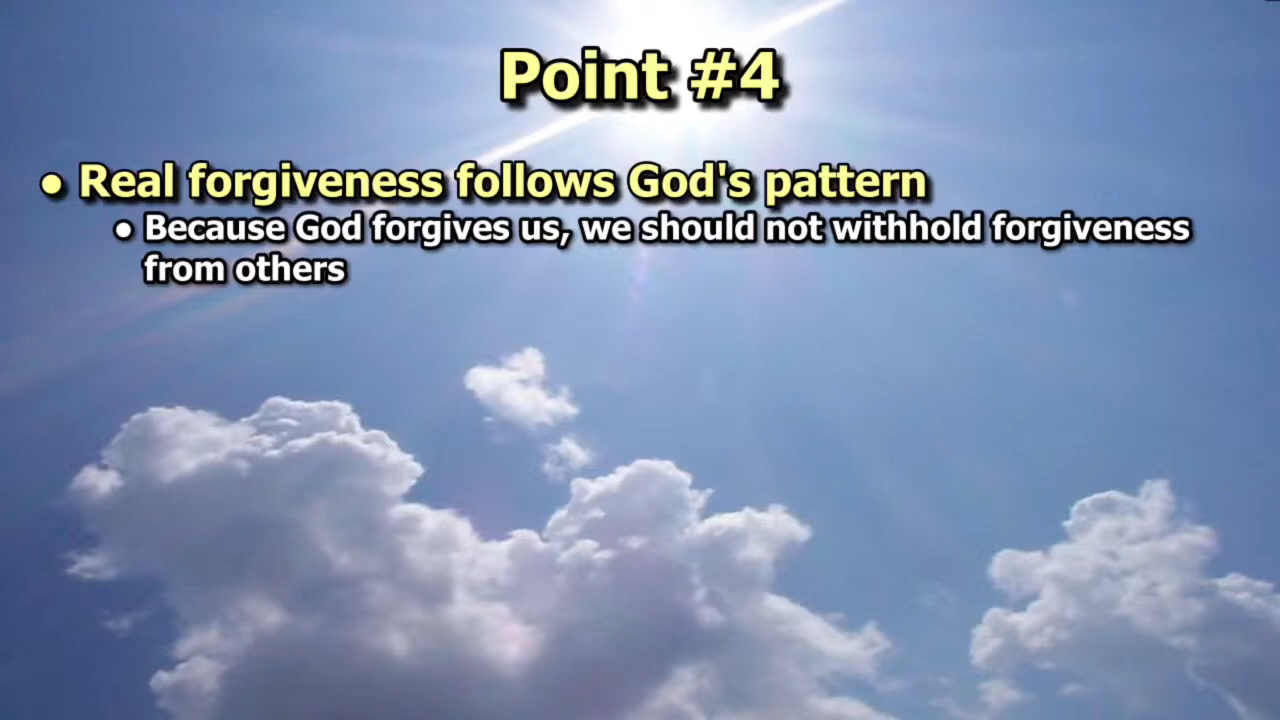 Point #4
• Real forgiveness follows God's pattern
• Because God forgives us, we should not withhold forgiveness
from others